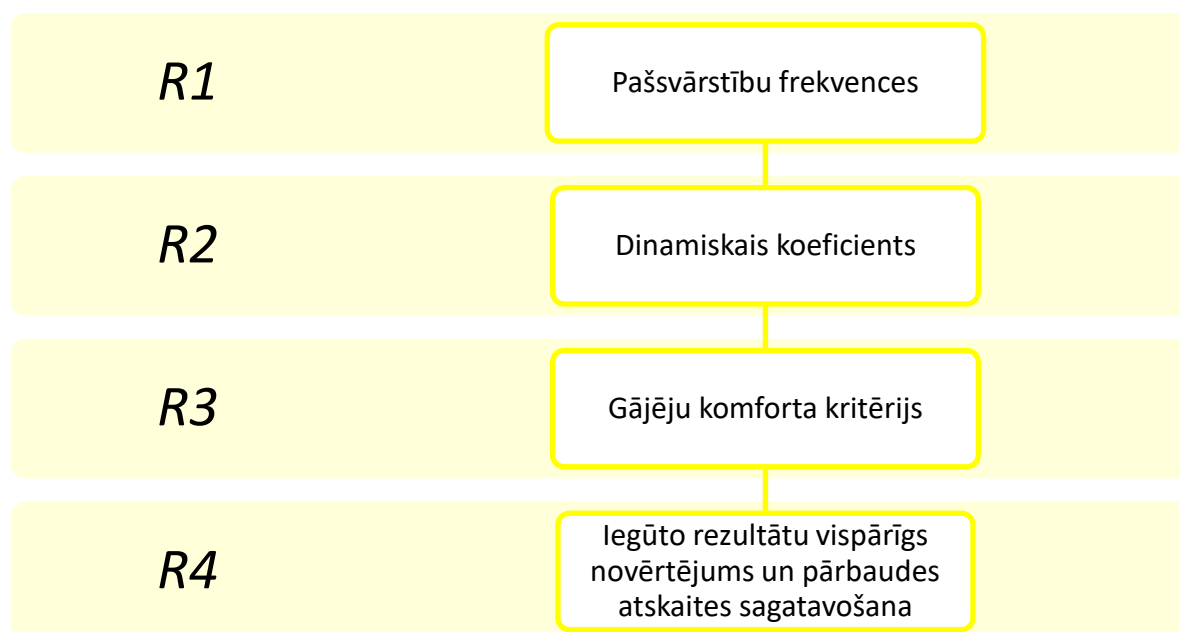 R1
Pašsvārstību frekvences
R2
Dinamiskais koeficients
R3
Gājēju komforta kritērijs
R4
Iegūto rezultātu vispārīgs
novērtējums un pārbaudes
atskaites sagatavošana